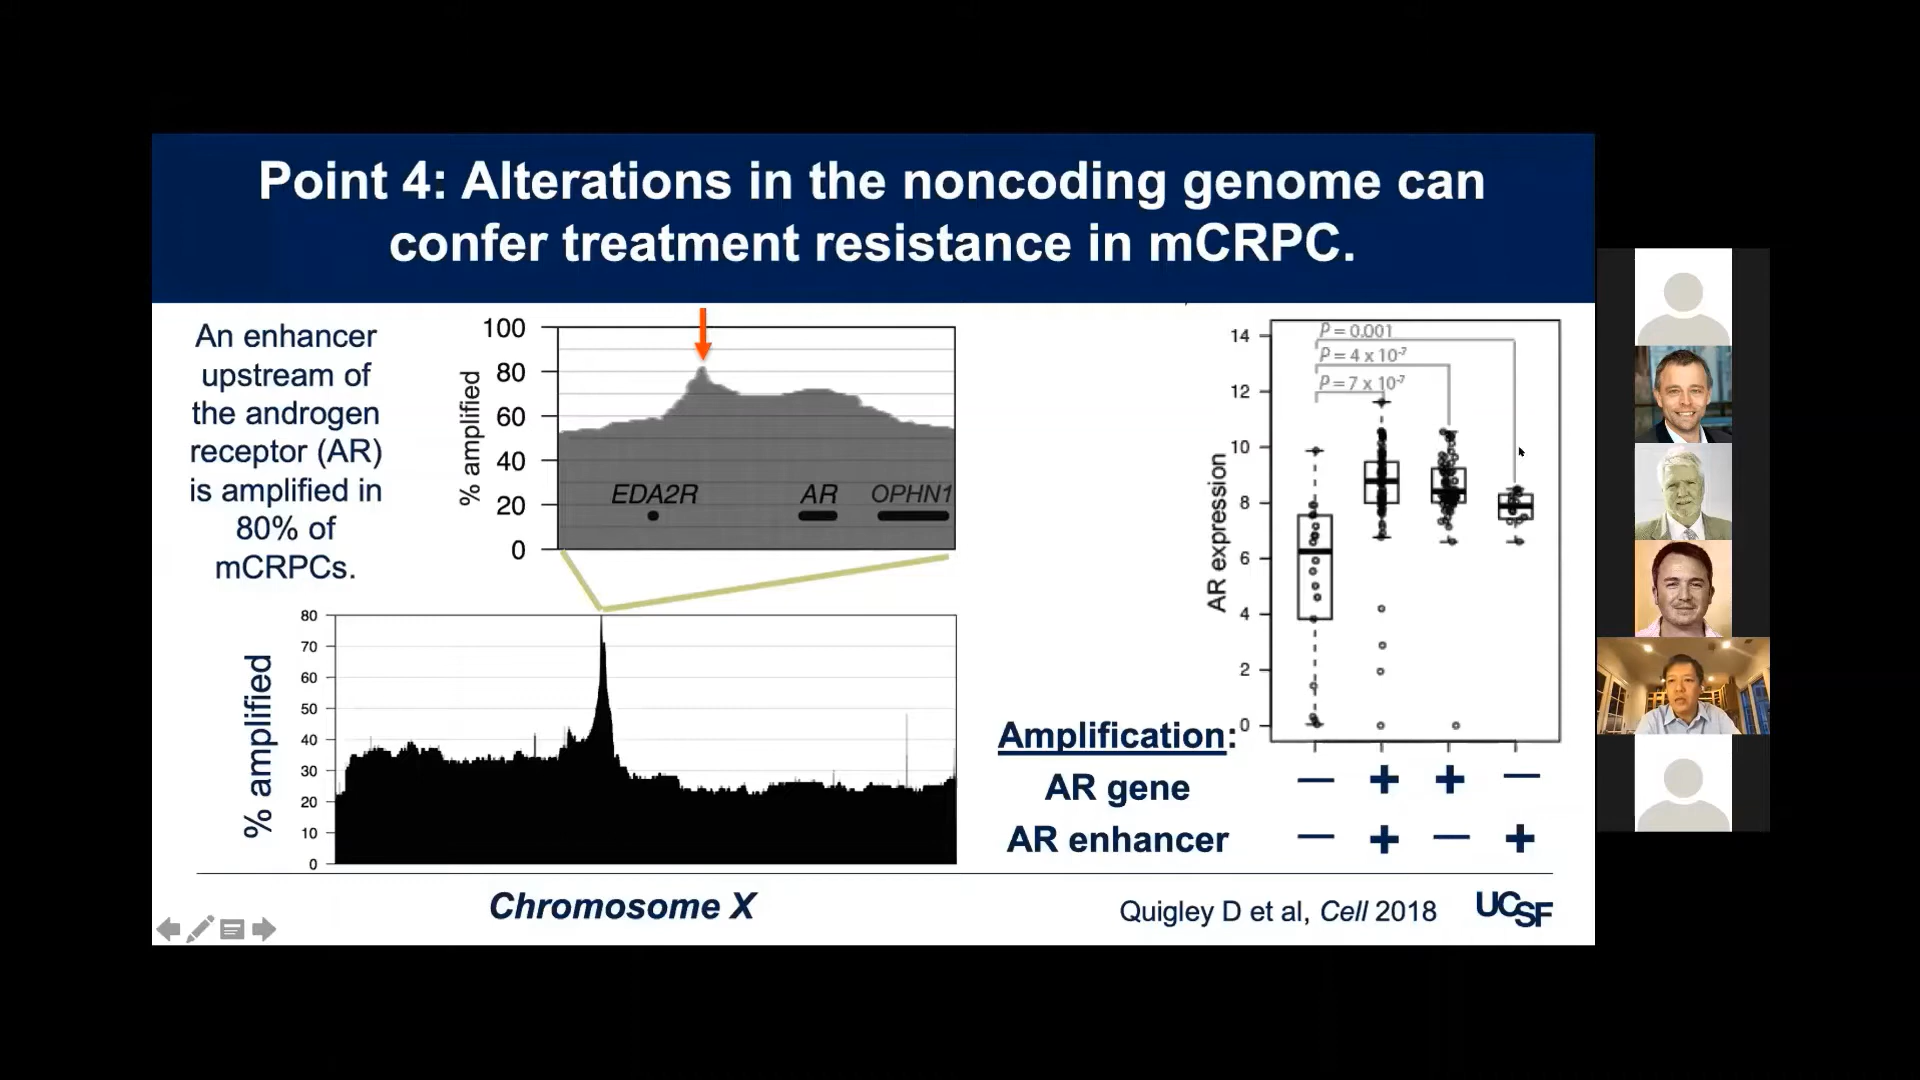 Point 4: Alterations in the noncoding genome can
confer treatment resistance in mCRPC.
An enhancer
upstream of
the androgen
receptor (AR)
is amplified in
80% of
mCRPCs.
% amplified
100
80
60
40
20
0
EDA2R
AR
OPHN1
% amplified
80
70
60
50
40
30
20
10
0
Chromosome X
AR expression
14
12
10
8
6
4
2
0
p = 0.001
p = 4 x 10-7
p = 7 x 10-7
Amplification:
AR gene — + + —
AR enhancer — + — +
Quigley D et al, Cell 2018
UCSF